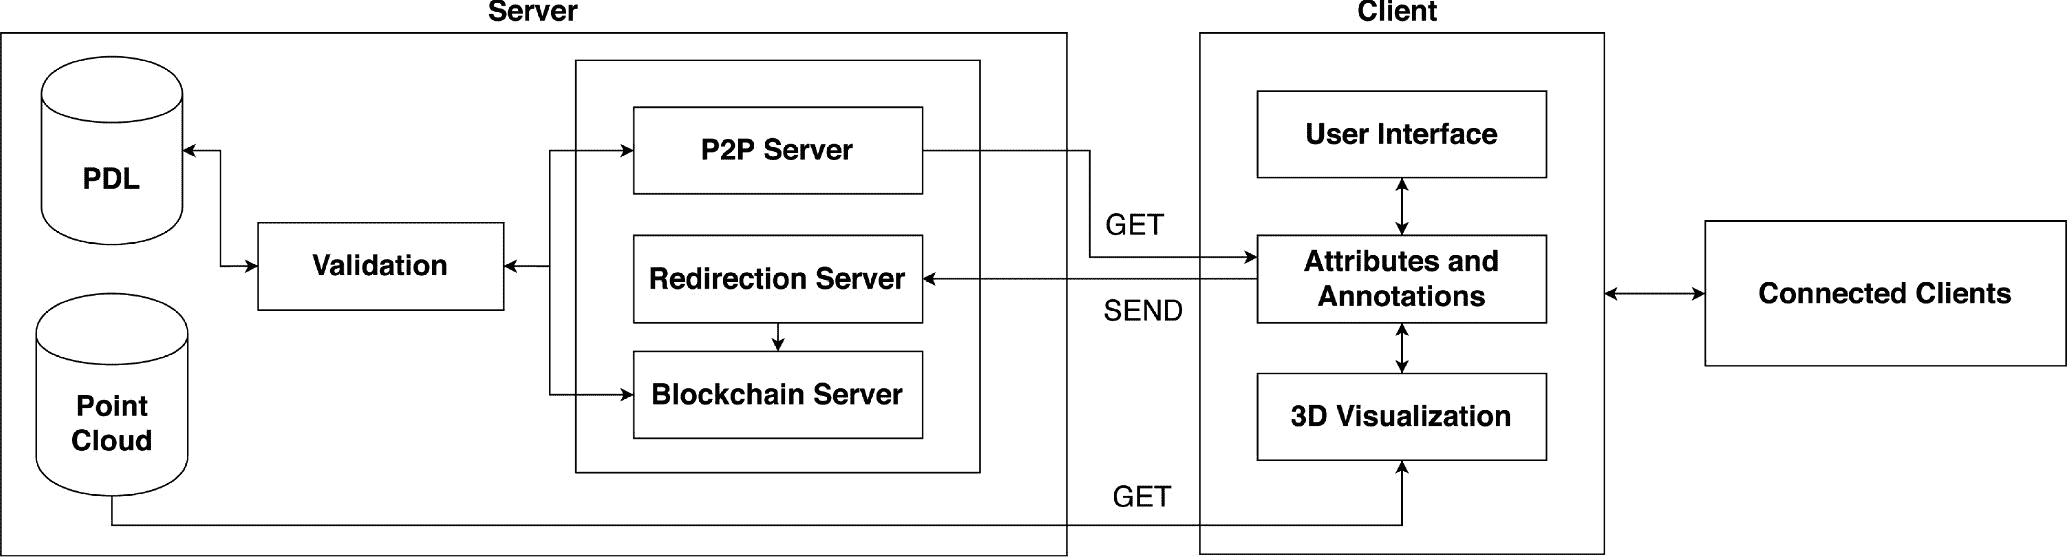 Server
Client
PDL
Validation
Point
Cloud
P2P Server
Redirection Server
Blockchain Server
GET
SEND
GET
User Interface
Attributes and
Annotations
3D Visualization
Connected Clients